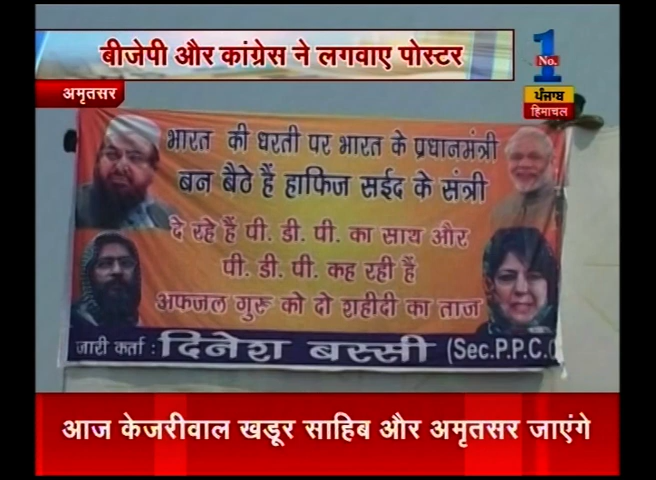 बीजेपी और कांग्रेस ने लगवाए पोस्टर
अमृतसर
No.1
ਪੰਜਾਬ
हिमाचल
भारत की धरती पर भारत के प्रधानमंत्री
बन बैठे हैं हाफिज सईद के संत्री
दे रहे हैं पी. डी. पी. का साथ और
पी. डी. पी. कह रही हैं
अफजल गुरू को दो शहीदी का ताज
जारी कर्ता : दिनेश बस्सी (Sec.P.P.C.C
आज केजरीवाल खडूर साहिब और अमृतसर जाएंगे